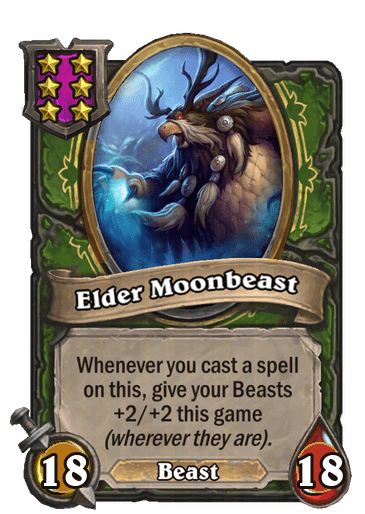 Elder Moonbeast
Whenever you cast a spell
on this, give your Beasts
+2/+2 this game
(wherever they are).
18
Beast
18